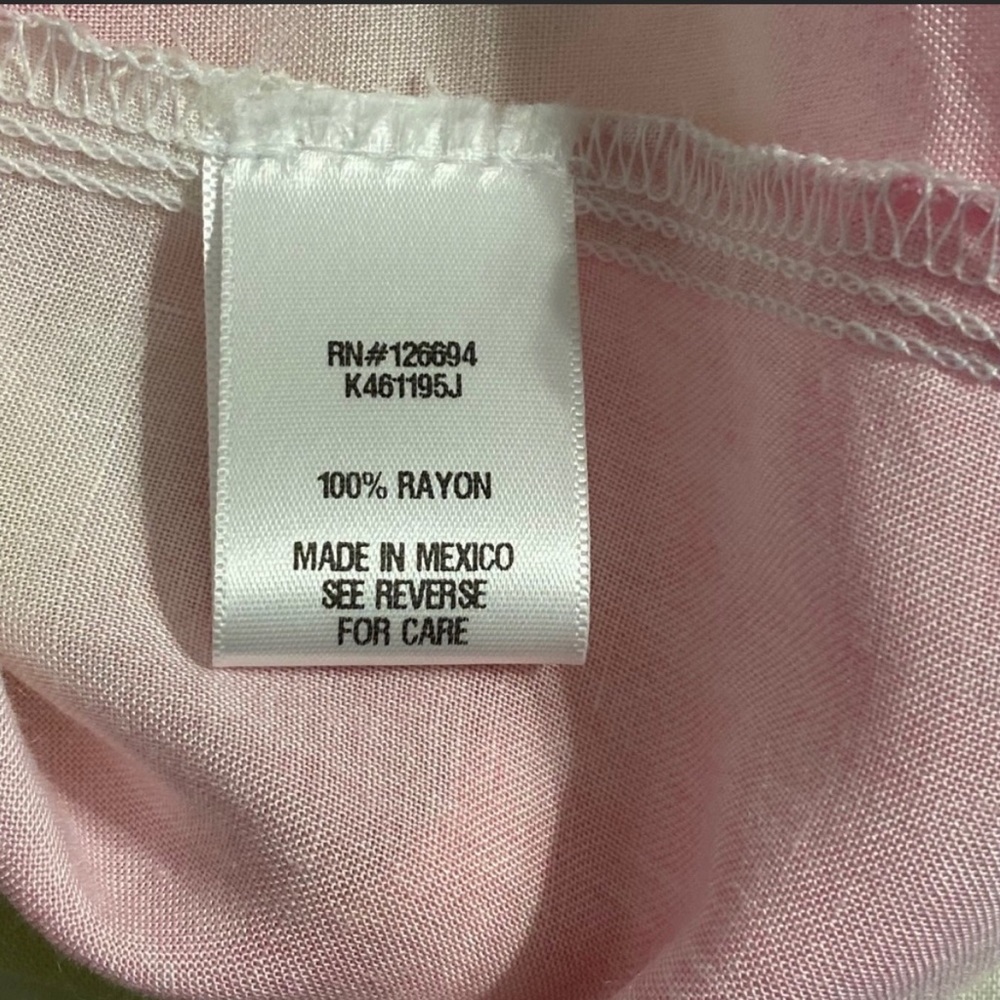 RN#126694
K461195J
100% RAYON
MADE IN MEXICO
SEE REVERSE
FOR CARE